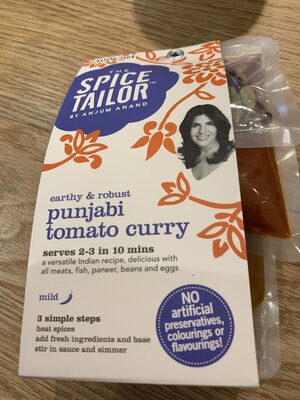 THE
SPICE
TAILOR™
BY ANJUM ANAND
earthy & robust
punjabi
tomato curry
serves 2-3 in 10 mins
a versatile Indian recipe, delicious with
all meats, fish, paneer, beans and eggs
mild
3 simple steps
heat spices
add fresh ingredients and base
stir in sauce and simmer
NO
artificial
preservatives,
colourings or
flavourings!